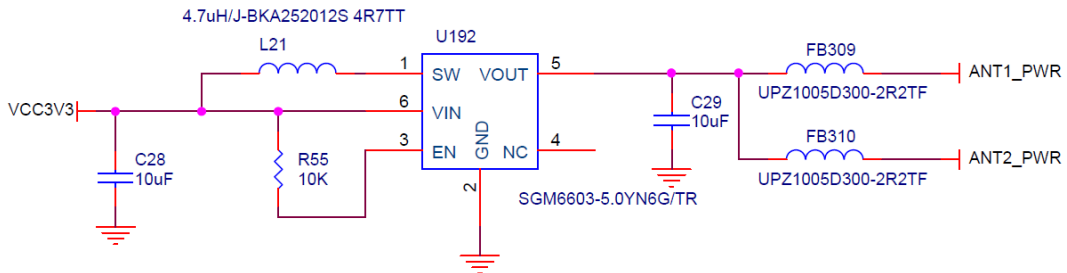 4.7uH/J-BKA252012S 4R7TT
L21
U192
1
SW
VOUT
5
FB309
ANT1_PWR
UPZ1005D300-2R2TF
VCC3V3
6
VIN
C29
10uF
3
EN
GND
NC
4
FB310
ANT2_PWR
UPZ1005D300-2R2TF
C28
10uF
R55
10K
2
SGM6603-5.0YN6G/TR